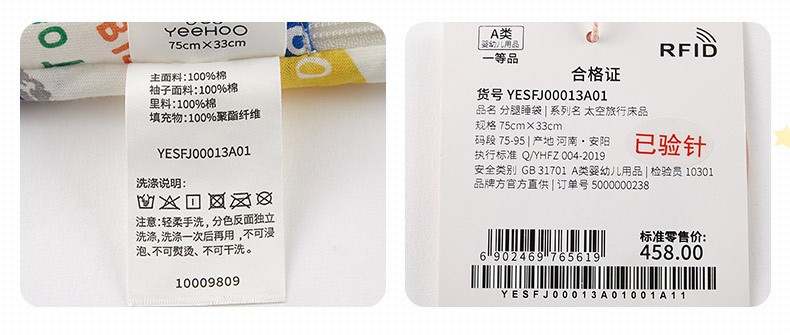 YeeHOO
75cm×33cm
主面料:100%棉
袖子面料:100%棉
里料:100%棉
填充物:100%聚酯纤维
YESFJ00013A01
洗涤说明:
注意:轻柔手洗,分色反面独立
洗涤,洗涤一次后再用,不可浸
泡、不可熨烫、不可干洗。
10009809
A类
婴幼儿用品
一等品
RFID
合格证
货号 YESFJ00013A01
品名 分腿睡袋 | 系列名 太空旅行床品
规格 75cm×33cm
码段 75-95 | 产地 河南·安阳
已验针
执行标准 Q/YHFZ 004-2019
安全类别 GB 31701 A类婴幼儿用品 | 检验员 10301
品牌方官方直供 | 订单号 5000000238
标准零售价:
458.00
6902469765619
YESFJ00013A01001A11